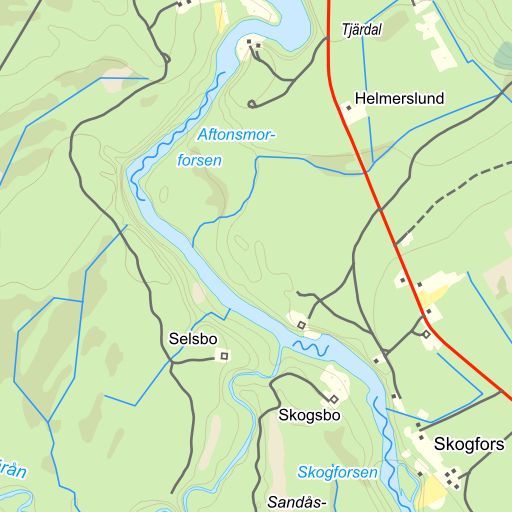 Tjärdal
Helmerslund
Aftonsmor-
forsen
Selsbo
Skogsbo
Skogfors
Skogforsen
Sandås-